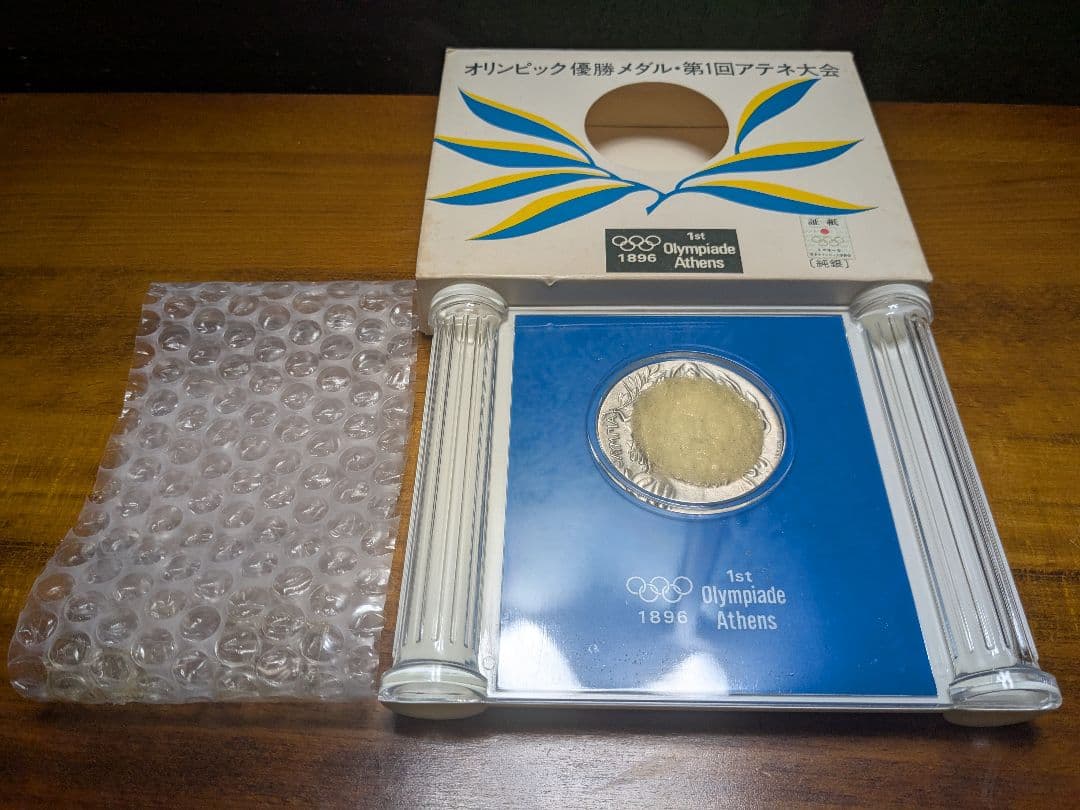 オリンピック優勝メダル・第1回アテネ大会
1896
1st
Olympiade
Athens
証紙
〔純銀〕
1896
1st
Olympiade
Athens